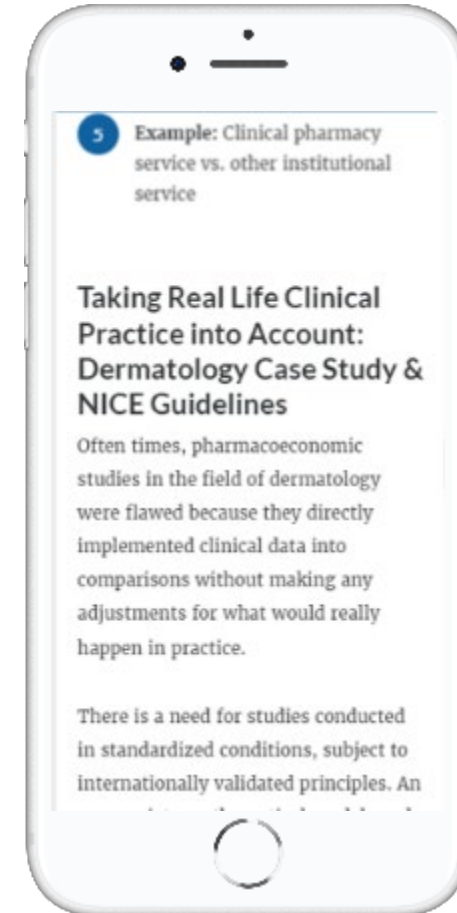 5 Example: Clinical pharmacy
service vs. other institutional
service
Taking Real Life Clinical
Practice into Account:
Dermatology Case Study &
NICE Guidelines
Often times, pharmacoeconomic
studies in the field of dermatology
were flawed because they directly
implemented clinical data into
comparisons without making any
adjustments for what would really
happen in practice.
There is a need for studies conducted
in standardized conditions, subject to
internationally validated principles. An